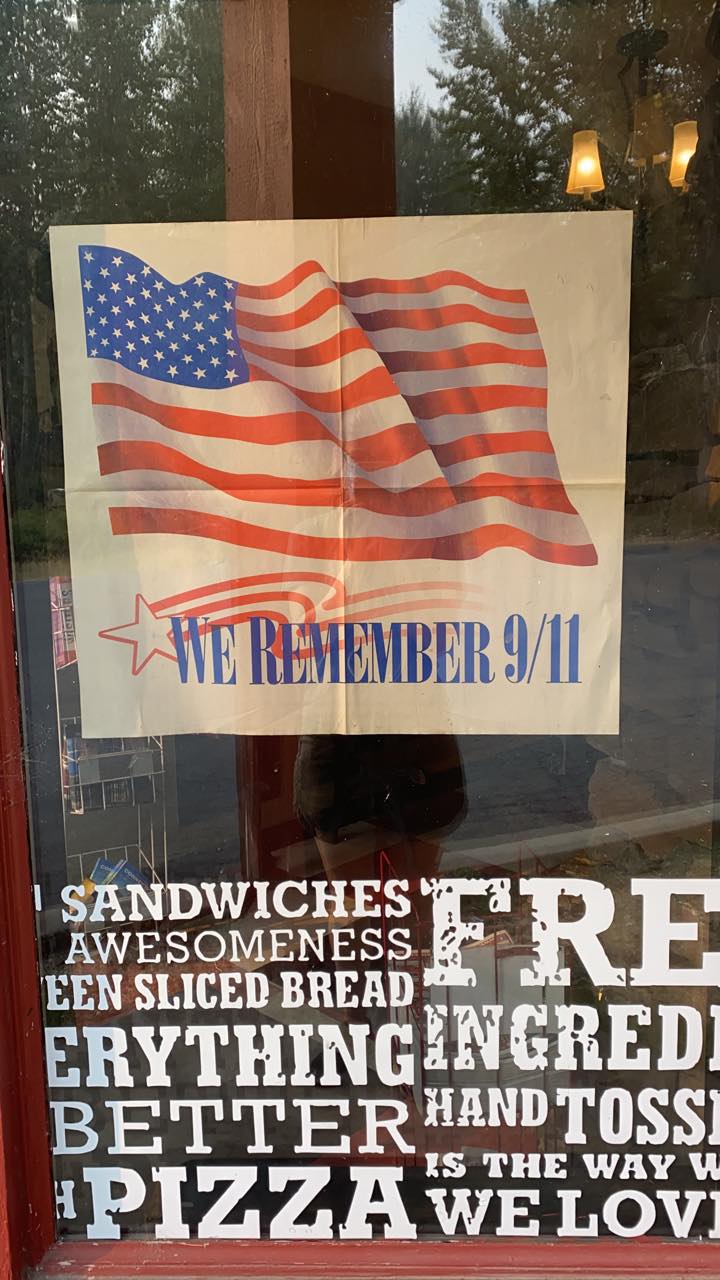 WE REMEMBER 9/11
SANDWICHES
AWESOMENESS
EEN SLICED BREAD
ERYTHING
BETTER
H PIZZA
FRE
INGREDI
HAND TOSS
IS THE WAY W
WE LOV